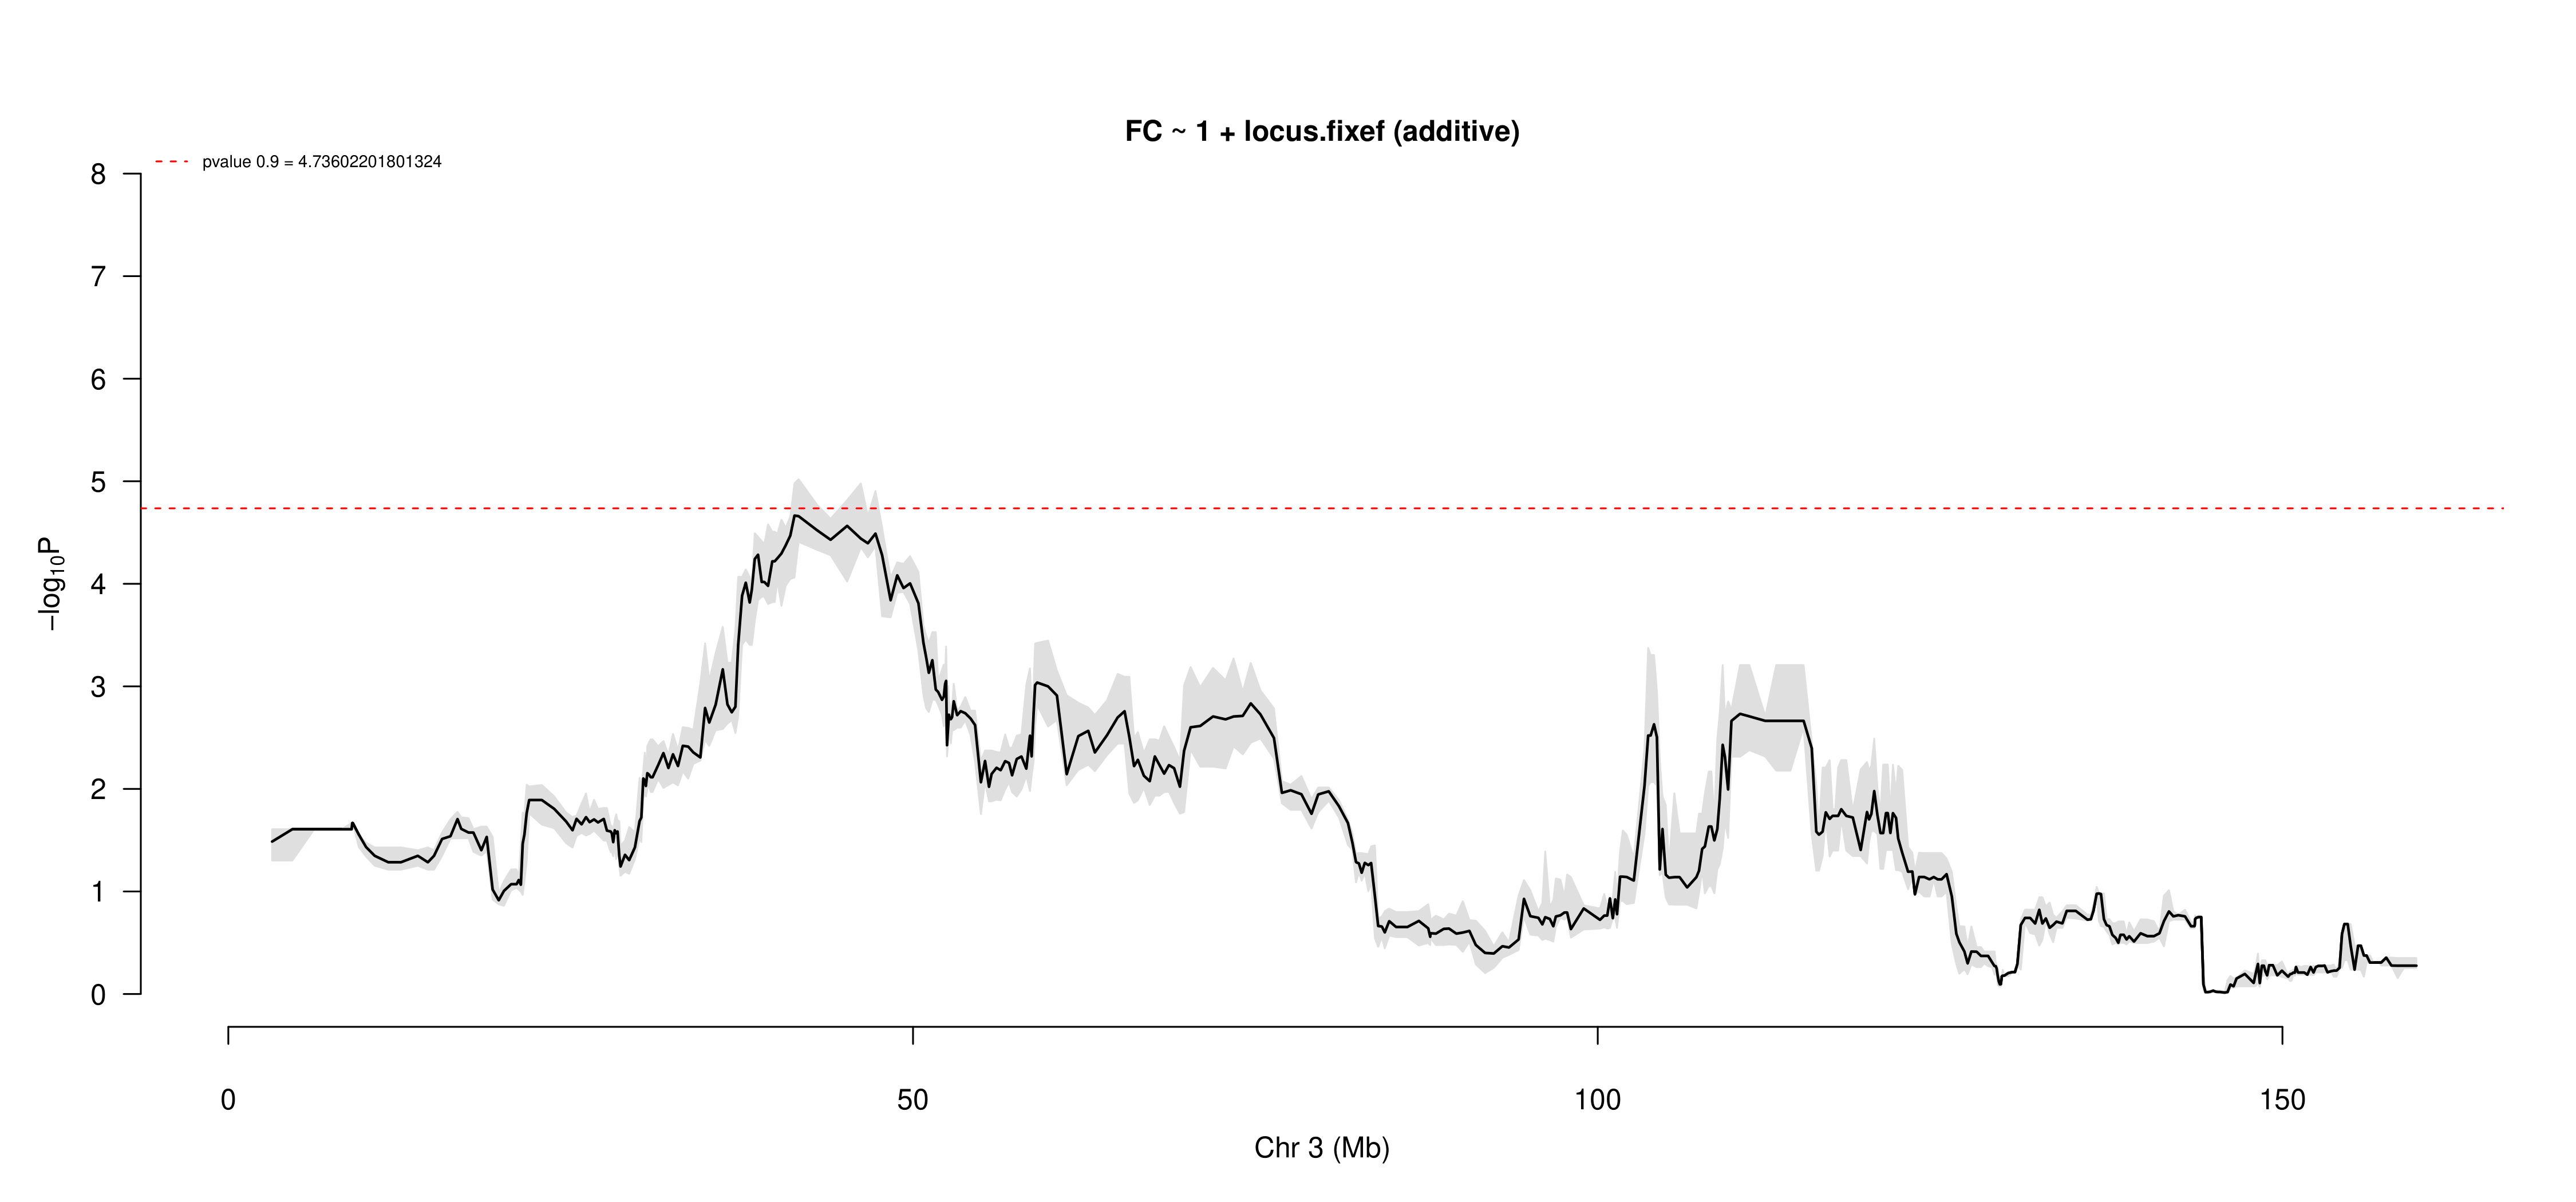 FC ~ 1 + locus.fixef (additive)
pvalue 0.9 = 4.73602201801324
8
7
6
5
4
3
2
1
0
−log10P
0 50 100 150
Chr 3 (Mb)